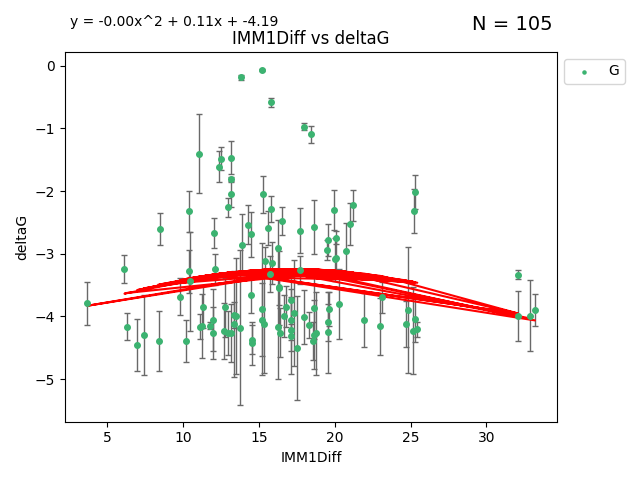 y = -0.00x^2 + 0.11x + -4.19
N = 105
IMM1Diff vs deltaG
G
0
−1
−2
−3
−4
−5
deltaG
5 10 15 20 25 30
IMM1Diff